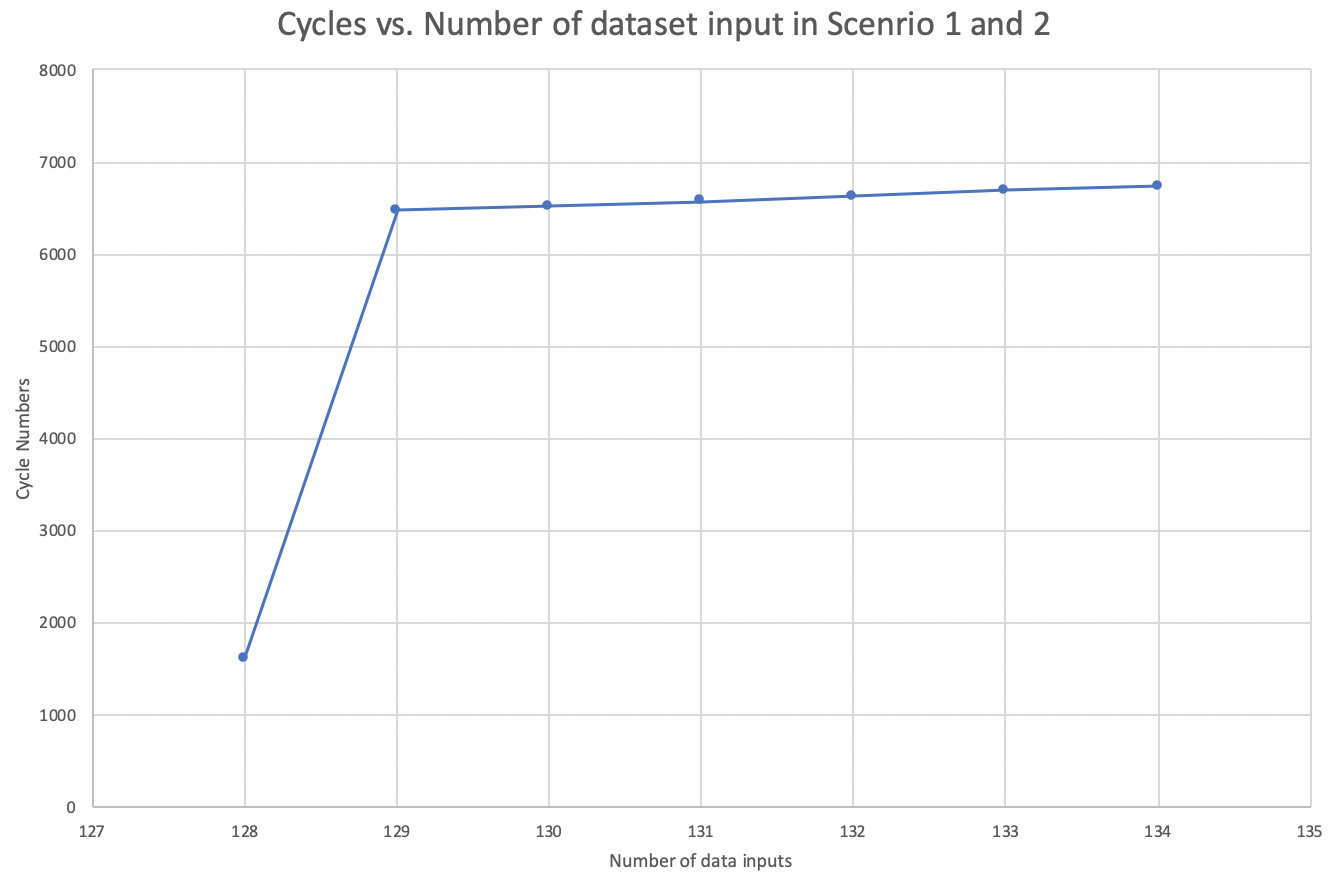 Cycles vs. Number of dataset input in Scenrio 1 and 2
8000
7000
6000
5000
4000
3000
2000
1000
0
Cycle Numbers
127 128 129 130 131 132 133 134 135
Number of data inputs